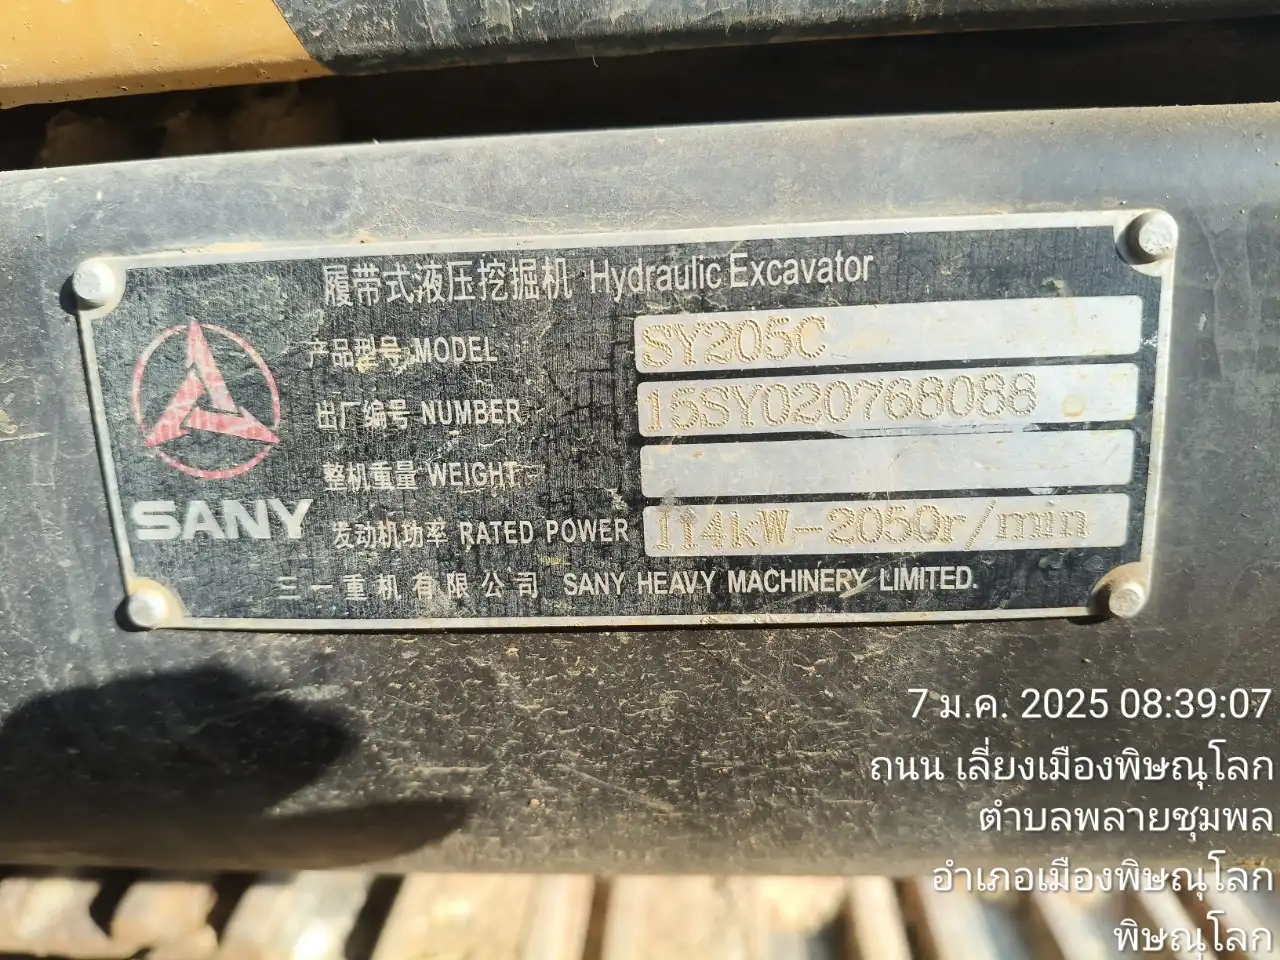 履带式液压挖掘机 Hydraulic Excavator
产品型号 MODEL SY205C
出厂编号 NUMBER 15SY020768088
整机重量 WEIGHT
发动机功率 RATED POWER 114kW-2050r/min
SANY
三一重机有限公司 SANY HEAVY MACHINERY LIMITED.
7 ม.ค. 2025 08:39:07
ถนน เลี่ยงเมืองพิษณุโลก
ตำบลพลายชุมพล
อำเภอเมืองพิษณุโลก
พิษณุโลก